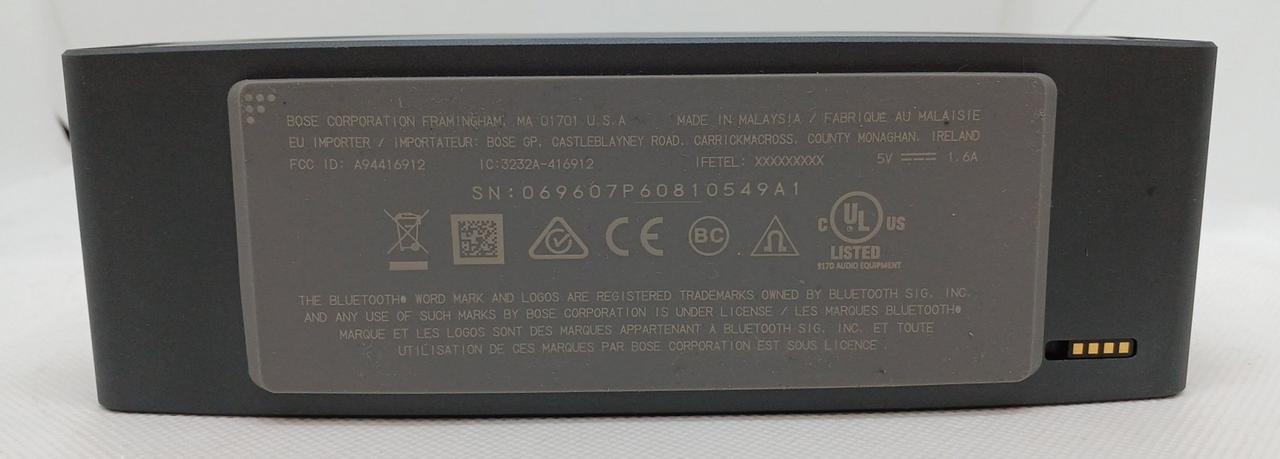 BOSE CORPORATION FRAMINGHAM, MA 01701 U.S.A MADE IN MALAYSIA / FABRIQUE AU MALAISIE
EU IMPORTER / IMPORTATEUR: BOSE GP, CASTLEBLAYNEY ROAD, CARRICKMACROSS, COUNTY MONAGHAN, IRELAND
FCC ID: A94416912 IC:3232A-416912 IFETEL: XXXXXXXXX 5V 1.6A
SN:069607P60810549A1
CE BC C UL US
LISTED
9170 AUDIO EQUIPMENT
THE BLUETOOTH® WORD MARK AND LOGOS ARE REGISTERED TRADEMARKS OWNED BY BLUETOOTH SIG, INC.
AND ANY USE OF SUCH MARKS BY BOSE CORPORATION IS UNDER LICENSE / LES MARQUES BLUETOOTH®
MARQUE ET LES LOGOS SONT DES MARQUES APPARTENANT A BLUETOOTH SIG, INC. ET TOUTE
UTILISATION DE CES MARQUES PAR BOSE CORPORATION EST SOUS LICENCE.